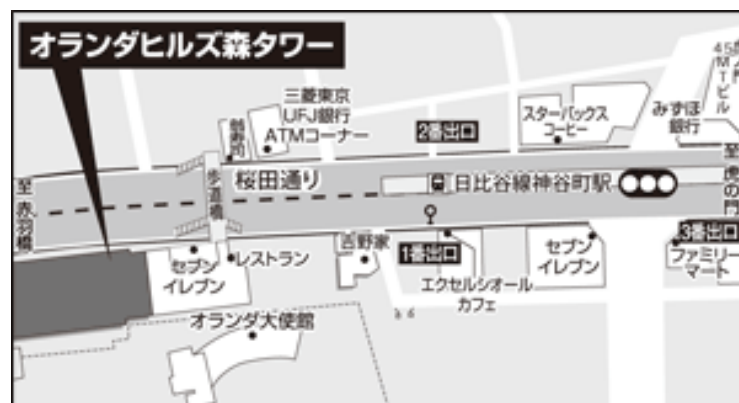 オランダヒルズ森タワー
三菱東京
UFJ銀行
ATMコーナー
2番出口
スターバックス
コーヒー
みずほ
銀行
45
MTビル
至赤羽橋
歩道橋
桜田通り
日比谷線神谷町駅
至虎の門
セブン
イレブン
レストラン
吉野家
1番出口
エクセルシオール
カフェ
セブン
イレブン
3番出口
ファミリー
マート
オランダ大使館